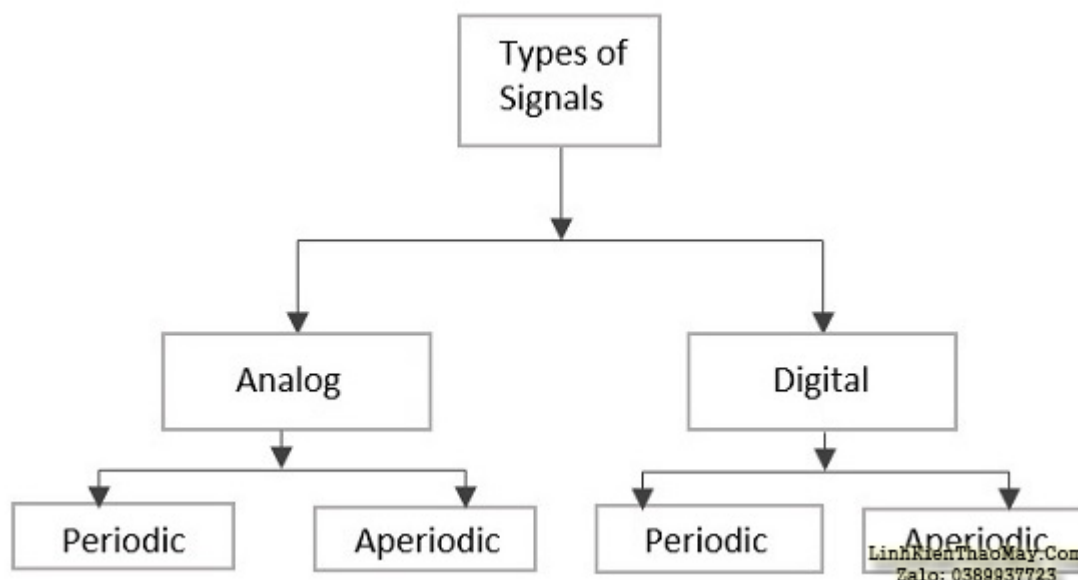 Types of
Signals
Analog
Digital
Periodic
Aperiodic
Periodic
Aperiodic
LinhKienThaoMay.Com
Zalo: 0389937723